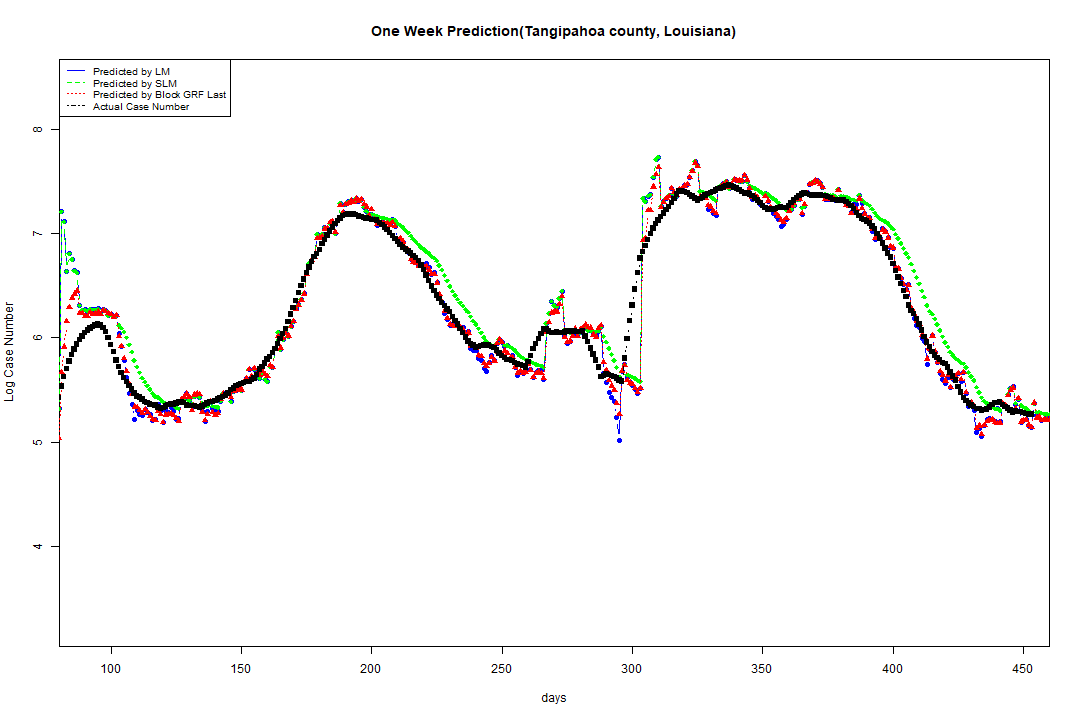 One Week Prediction(Tangipahoa county, Louisiana)
Predicted by LM
Predicted by SLM
Predicted by Block GRF Last
Actual Case Number
8
7
6
5
4
Log Case Number
100 150 200 250 300 350 400 450
days